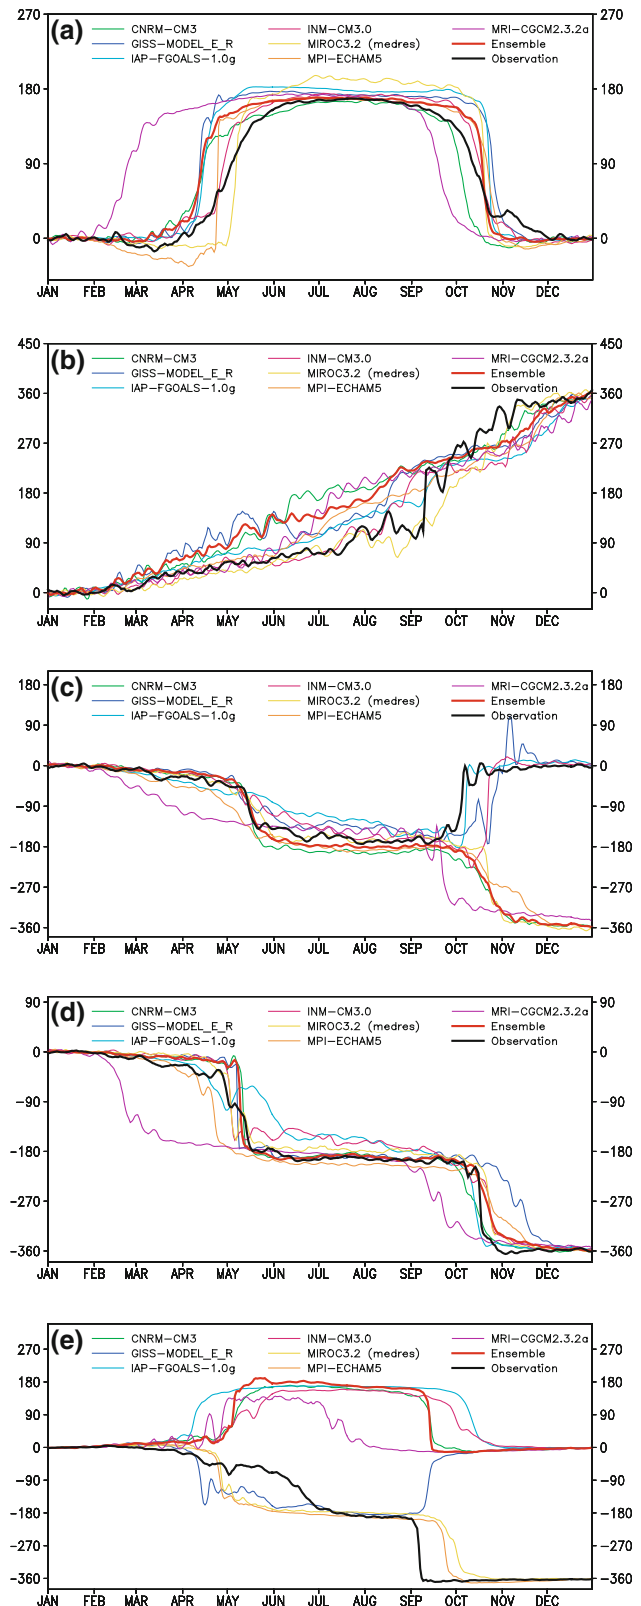 (a)
CNRM-CM3 INM-CM3.0 MRI-CGCM2.3.2a
GISS-MODEL_E_R MIROC3.2 (medres) Ensemble
IAP-FGOALS-1.0g MPI-ECHAM5 Observation
270 270
180 180
90 90
0 0
JAN FEB MAR APR MAY JUN JUL AUG SEP OCT NOV DEC
(b)
450 450
CNRM-CM3 INM-CM3.0 MRI-CGCM2.3.2a
GISS-MODEL_E_R MIROC3.2 (medres) Ensemble
IAP-FGOALS-1.0g MPI-ECHAM5 Observation
360 360
270 270
180 180
90 90
0 0
JAN FEB MAR APR MAY JUN JUL AUG SEP OCT NOV DEC
(c)
180 180
CNRM-CM3 INM-CM3.0 MRI-CGCM2.3.2a
GISS-MODEL_E_R MIROC3.2 (medres) Ensemble
IAP-FGOALS-1.0g MPI-ECHAM5 Observation
90 90
0 0
-90 -90
-180 -180
-270 -270
-360 -360
JAN FEB MAR APR MAY JUN JUL AUG SEP OCT NOV DEC
(d)
90 90
CNRM-CM3 INM-CM3.0 MRI-CGCM2.3.2a
GISS-MODEL_E_R MIROC3.2 (medres) Ensemble
IAP-FGOALS-1.0g MPI-ECHAM5 Observation
0 0
-90 -90
-180 -180
-270 -270
-360 -360
JAN FEB MAR APR MAY JUN JUL AUG SEP OCT NOV DEC
(e)
CNRM-CM3 INM-CM3.0 MRI-CGCM2.3.2a
GISS-MODEL_E_R MIROC3.2 (medres) Ensemble
IAP-FGOALS-1.0g MPI-ECHAM5 Observation
270 270
180 180
90 90
0 0
-90 -90
-180 -180
-270 -270
-360 -360
JAN FEB MAR APR MAY JUN JUL AUG SEP OCT NOV DEC